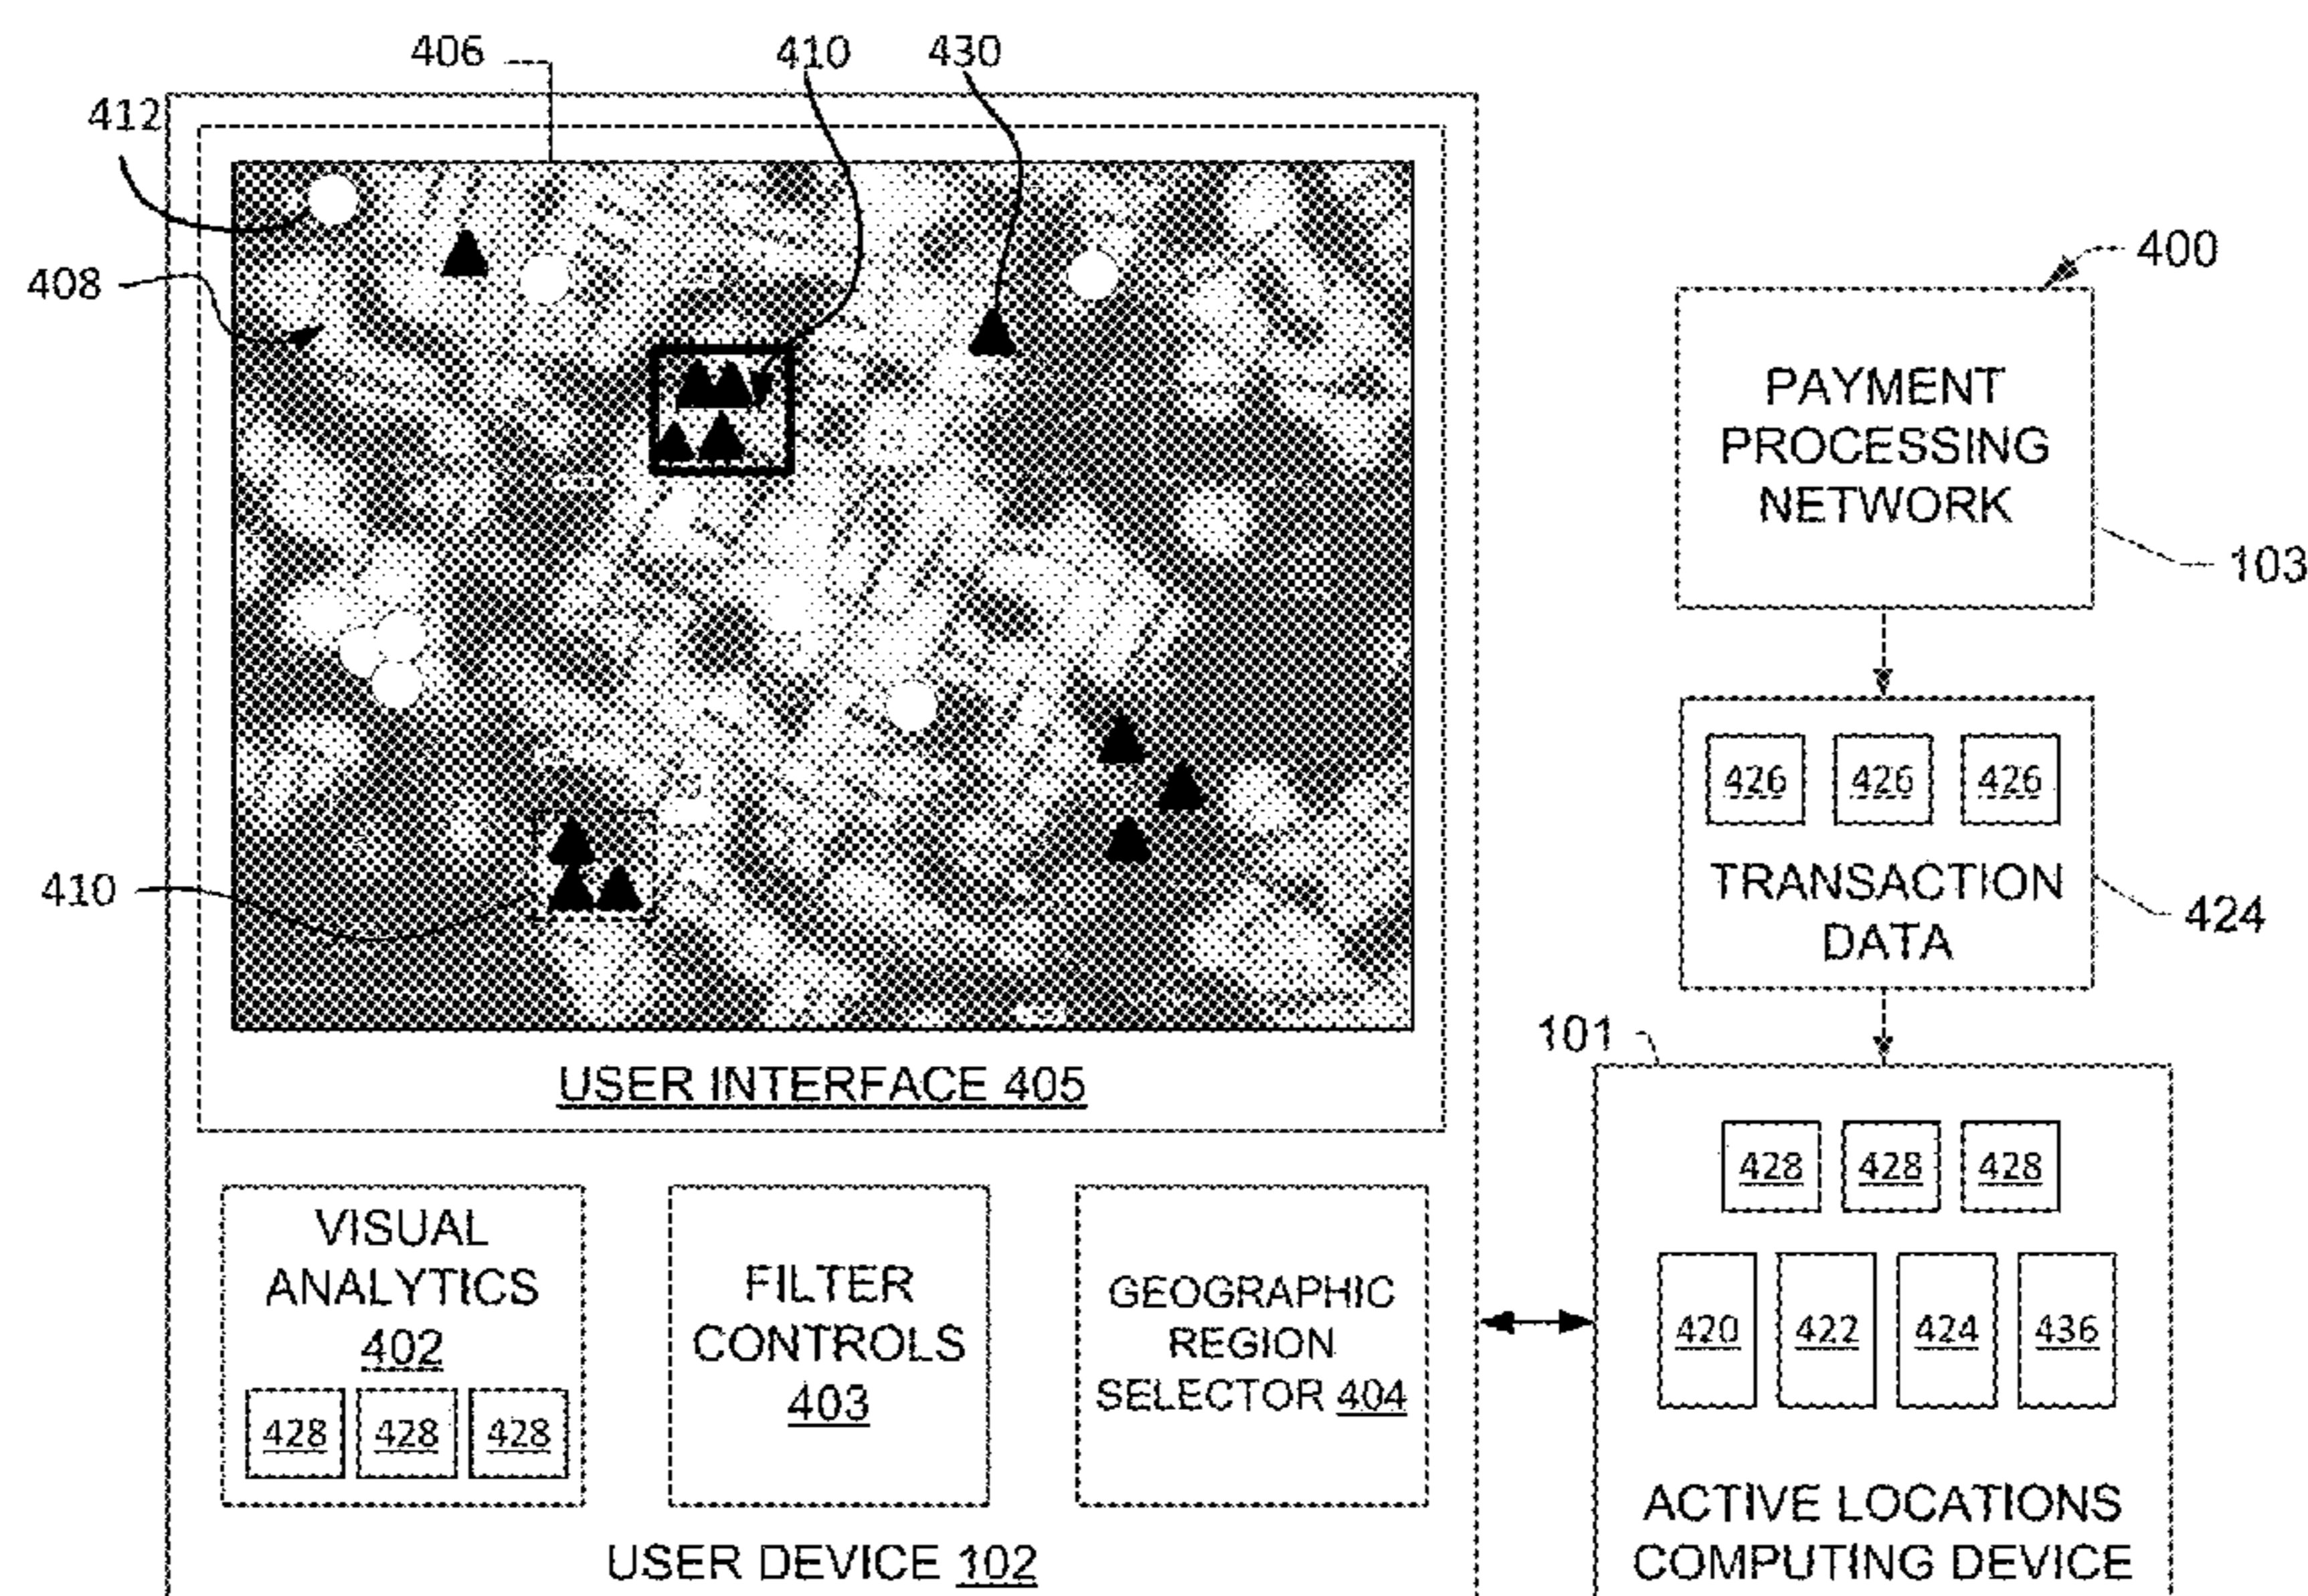 406
410
430
412
408
400
PAYMENT
PROCESSING
NETWORK
103
426 426 426
TRANSACTION
DATA
424
410
USER INTERFACE 405
101
428 428 428
420 422 424 436
ACTIVE LOCATIONS
COMPUTING DEVICE
VISUAL
ANALYTICS
402
428 428 428
FILTER
CONTROLS
403
GEOGRAPHIC
REGION
SELECTOR 404
USER DEVICE 102